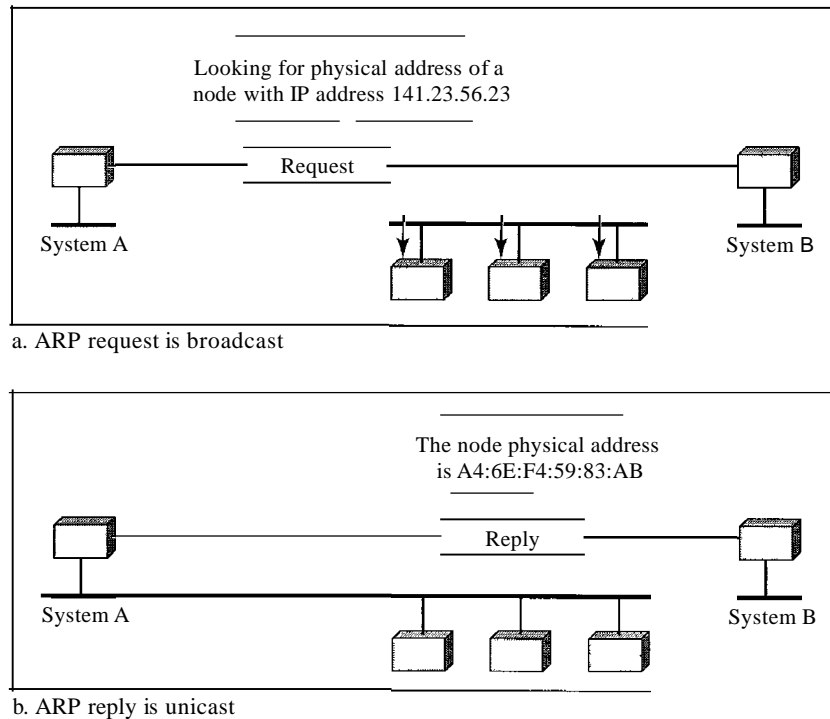 Looking for physical address of a
node with IP address 141.23.56.23
Request
System A
System B
a. ARP request is broadcast
The node physical address
is A4:6E:F4:59:83:AB
Reply
System A
System B
b. ARP reply is unicast